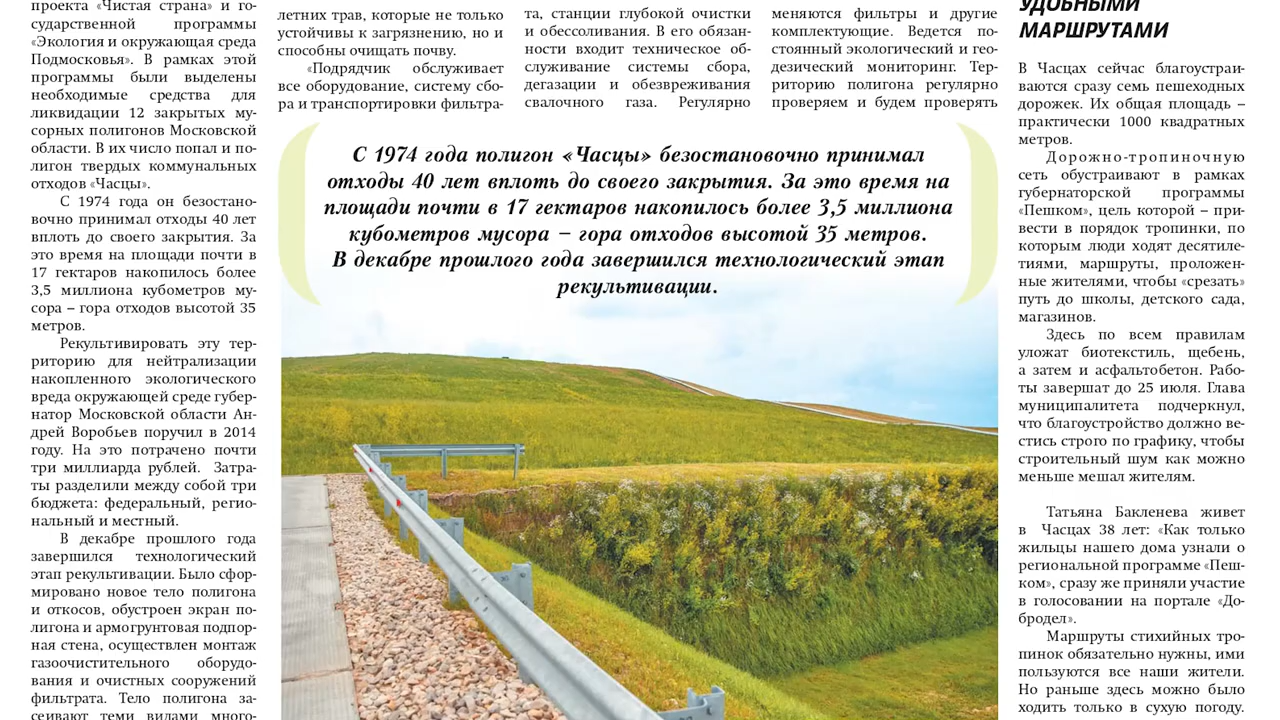 проекта «Чистая страна» и го-
сударственной программы
«Экология и окружающая среда
Подмосковья». В рамках этой
программы были выделены
необходимые средства для
ликвидации 12 закрытых му-
сорных полигонов Московской
области. В их число попал и по-
лигон твердых коммунальных
отходов «Часцы».
С 1974 года он безостано-
вочно принимал отходы 40 лет
вплоть до своего закрытия. За
это время на площади почти в
17 гектаров накопилось более
3,5 миллиона кубометров му-
сора – гора отходов высотой 35
метров.
Рекультивировать эту тер-
риторию для нейтрализации
накопленного экологического
вреда окружающей среде губер-
натор Московской области Ан-
дрей Воробьев поручил в 2014
году. На это потрачено почти
три миллиарда рублей. Затра-
ты разделили между собой три
бюджета: федеральный, регио-
нальный и местный.
В декабре прошлого года
завершился технологический
этап рекультивации. Было сфор-
мировано новое тело полигона
и откосов, обустроен экран по-
лигона и армогрунтовая подпор-
ная стена, осуществлен монтаж
газоочистительного оборудо-
вания и очистных сооружений
фильтрата. Тело полигона за-
сеивают теми видами много-
летних трав, которые не только
устойчивы к загрязнению, но и
способны очищать почву.
«Подрядчик обслуживает
все оборудование, систему сбо-
ра и транспортировки фильтра-
та, станции глубокой очистки
и обессоливания. В его обязан-
ности входит техническое об-
служивание системы сбора,
дегазации и обезвреживания
свалочного газа. Регулярно
меняются фильтры и другие
комплектующие. Ведется по-
стоянный экологический и гео-
дезический мониторинг. Тер-
риторию полигона регулярно
проверяем и будем проверять
С 1974 года полигон «Часцы» безостановочно принимал
отходы 40 лет вплоть до своего закрытия. За это время на
площади почти в 17 гектаров накопилось более 3,5 миллиона
кубометров мусора – гора отходов высотой 35 метров.
В декабре прошлого года завершился технологический этап
рекультивации.
УДОБНЫМИ
МАРШРУТАМИ
В Часцах сейчас благоустраи-
ваются сразу семь пешеходных
дорожек. Их общая площадь –
практически 1000 квадратных
метров.
Дорожно-тропиночную
сеть обустраивают в рамках
губернаторской программы
«Пешком», цель которой – при-
вести в порядок тропинки, по
которым люди ходят десятиле-
тиями, маршруты, проложен-
ные жителями, чтобы «срезать»
путь до школы, детского сада,
магазинов.
Здесь по всем правилам
уложат биотекстиль, щебень,
а затем и асфальтобетон. Рабо-
ты завершат до 25 июля. Глава
муниципалитета подчеркнул,
что благоустройство должно ве-
стись строго по графику, чтобы
строительный шум как можно
меньше мешал жителям.
Татьяна Бакленева живет
в Часцах 38 лет: «Как только
жильцы нашего дома узнали о
региональной программе «Пеш-
ком», сразу же приняли участие
в голосовании на портале «До-
бродел».
Маршруты стихийных тро-
пинок обязательно нужны, ими
пользуются все наши жители.
Но раньше здесь можно было
ходить только в сухую погоду.